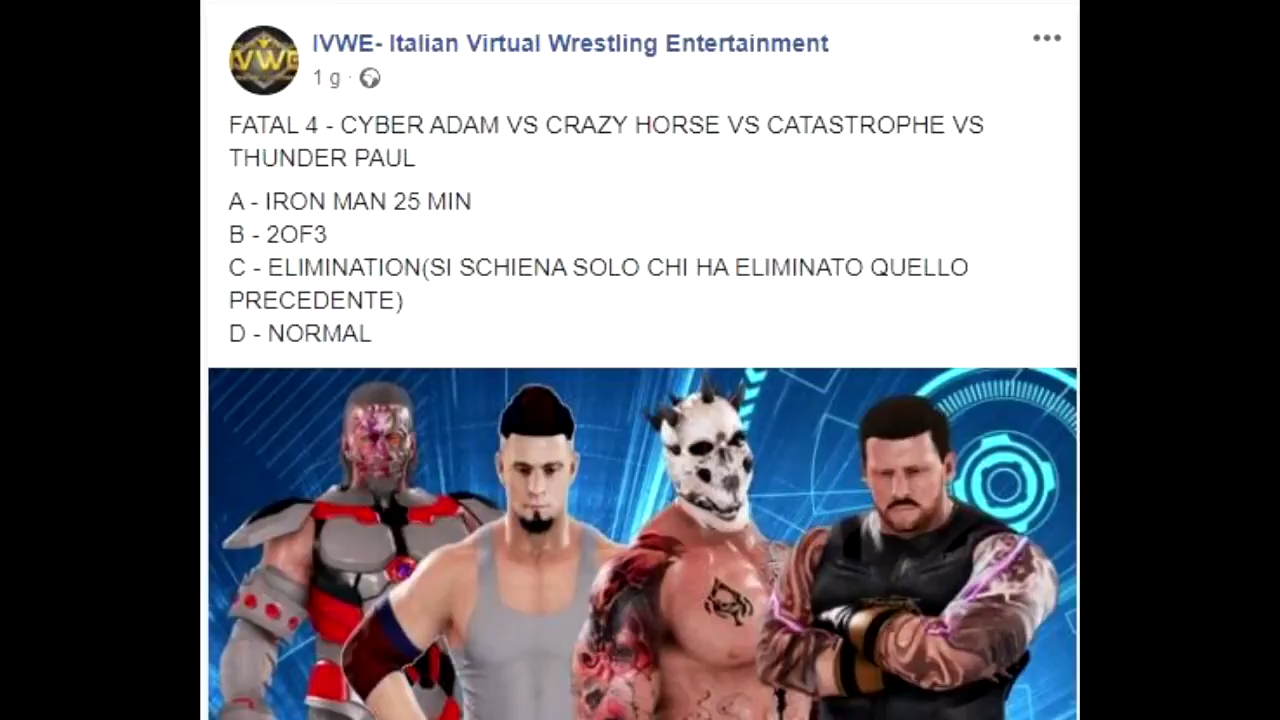 IVWE
IVWE- Italian Virtual Wrestling Entertainment
1 g ·
FATAL 4 - CYBER ADAM VS CRAZY HORSE VS CATASTROPHE VS
THUNDER PAUL
A - IRON MAN 25 MIN
B - 2OF3
C - ELIMINATION(SI SCHIENA SOLO CHI HA ELIMINATO QUELLO
PRECEDENTE)
D - NORMAL